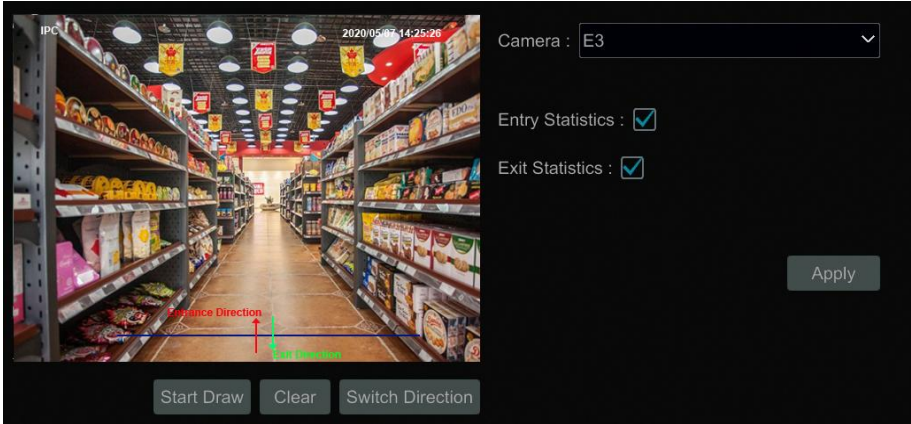 IPC
2020/05/07 14:25:26
Camera : E3
Entry Statistics :
Exit Statistics :
Apply
Entrance Direction
Exit Direction
Start Draw
Clear
Switch Direction